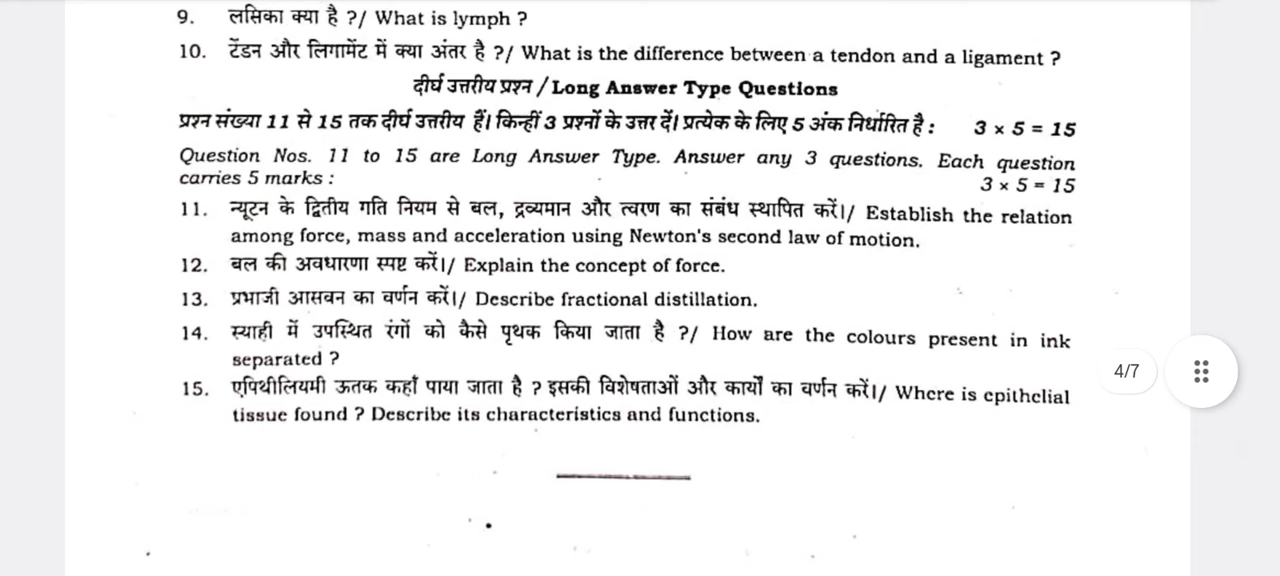 9. लसिका क्या है ?/ What is lymph ?
10. टेंडन और लिगामेंट में क्या अंतर है ?/ What is the difference between a tendon and a ligament ?
दीर्घ उत्तरीय प्रश्न / Long Answer Type Questions
प्रश्न संख्या 11 से 15 तक दीर्घ उत्तरीय हैं। किन्हीं 3 प्रश्नों के उत्तर दें। प्रत्येक के लिए 5 अंक निर्धारित है : 3 × 5 = 15
Question Nos. 11 to 15 are Long Answer Type. Answer any 3 questions. Each question
carries 5 marks : 3 × 5 = 15
11. न्यूटन के द्वितीय गति नियम से बल, द्रव्यमान और त्वरण का संबंध स्थापित करें।/ Establish the relation
among force, mass and acceleration using Newton's second law of motion.
12. बल की अवधारणा स्पष्ट करें।/ Explain the concept of force.
13. प्रभाजी आसवन का वर्णन करें।/ Describe fractional distillation.
14. स्याही में उपस्थित रंगों को कैसे पृथक किया जाता है ?/ How are the colours present in ink
separated ?
4/7
15. एपिथीलियमी ऊतक कहाँ पाया जाता है ? इसकी विशेषताओं और कार्यों का वर्णन करें।/ Where is epithelial
tissue found ? Describe its characteristics and functions.